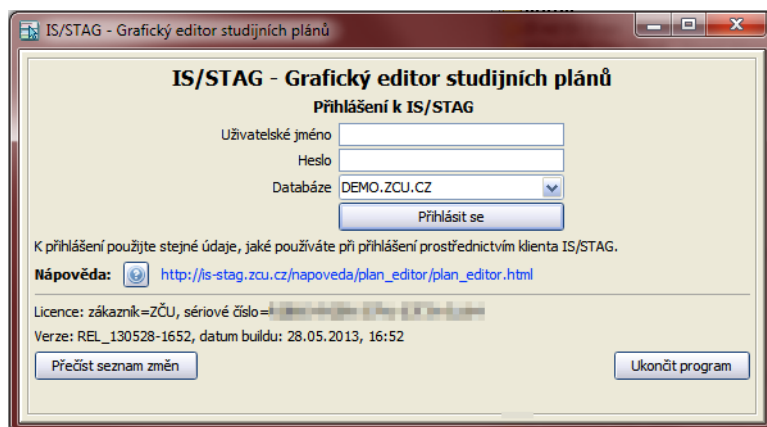 IS/STAG - Grafický editor studijních plánů
IS/STAG - Grafický editor studijních plánů
Přihlášení k IS/STAG
Uživatelské jméno
Heslo
Databáze DEMO.ZCU.CZ
Přihlásit se
K přihlášení použijte stejné údaje, jaké používáte při přihlášení prostřednictvím klienta IS/STAG.
Nápověda: http://is-stag.zcu.cz/napoveda/plan_editor/plan_editor.html
Licence: zákazník=ZČU, sériové číslo=
Verze: REL_130528-1652, datum buildu: 28.05.2013, 16:52
Přečíst seznam změn Ukončit program